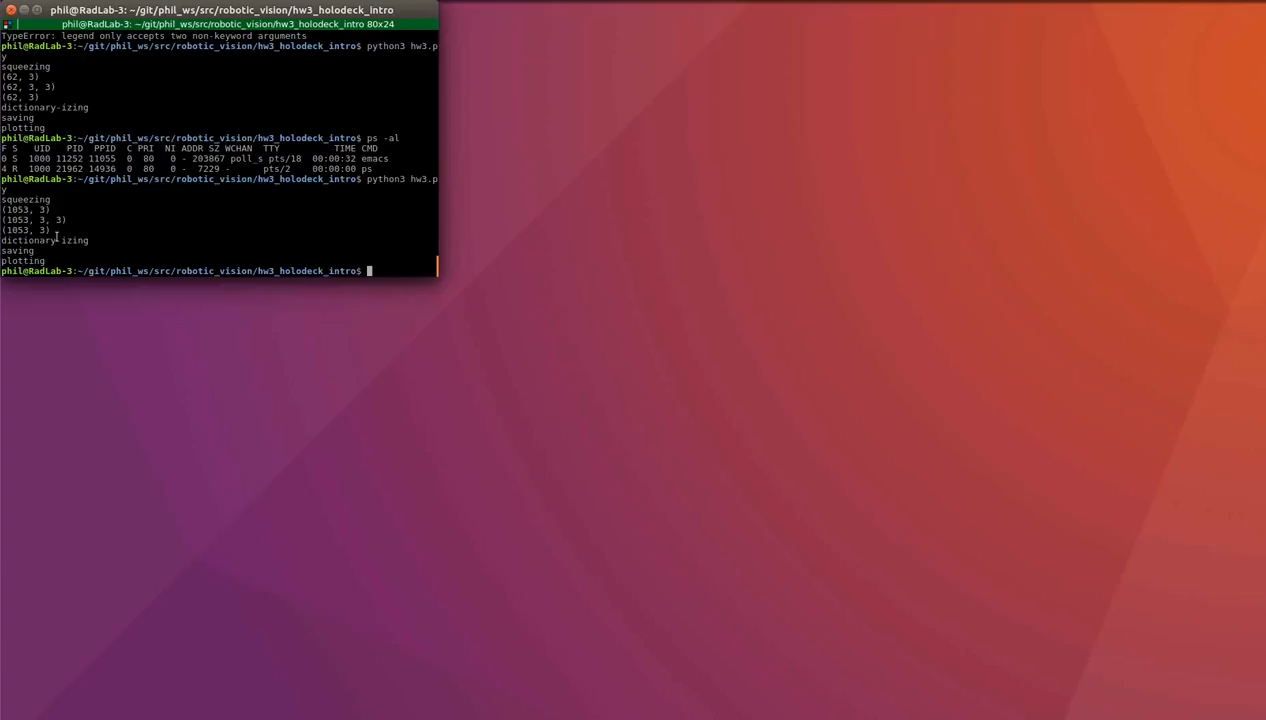 phil@RadLab-3: ~/git/phil_ws/src/robotic_vision/hw3_holodeck_intro
phil@RadLab-3: ~/git/phil_ws/src/robotic_vision/hw3_holodeck_intro 80x24
TypeError: legend only accepts two non-keyword arguments
phil@RadLab-3:~/git/phil_ws/src/robotic_vision/hw3_holodeck_intro$ python3 hw3.p
y
squeezing
(62, 3)
(62, 3, 3)
(62, 3)
dictionary-izing
saving
plotting
phil@RadLab-3:~/git/phil_ws/src/robotic_vision/hw3_holodeck_intro$ ps -al
F S   UID   PID  PPID  C PRI  NI ADDR SZ WCHAN  TTY          TIME CMD
0 S  1000 11252 11055  0  80   0 - 203867 poll_s pts/18 00:00:32 emacs
4 R  1000 21962 14936  0  80   0 -  7229 -      pts/2    00:00:00 ps
phil@RadLab-3:~/git/phil_ws/src/robotic_vision/hw3_holodeck_intro$ python3 hw3.p
y
squeezing
(1053, 3)
(1053, 3, 3)
(1053, 3)
dictionary-izing
saving
plotting
phil@RadLab-3:~/git/phil_ws/src/robotic_vision/hw3_holodeck_intro$